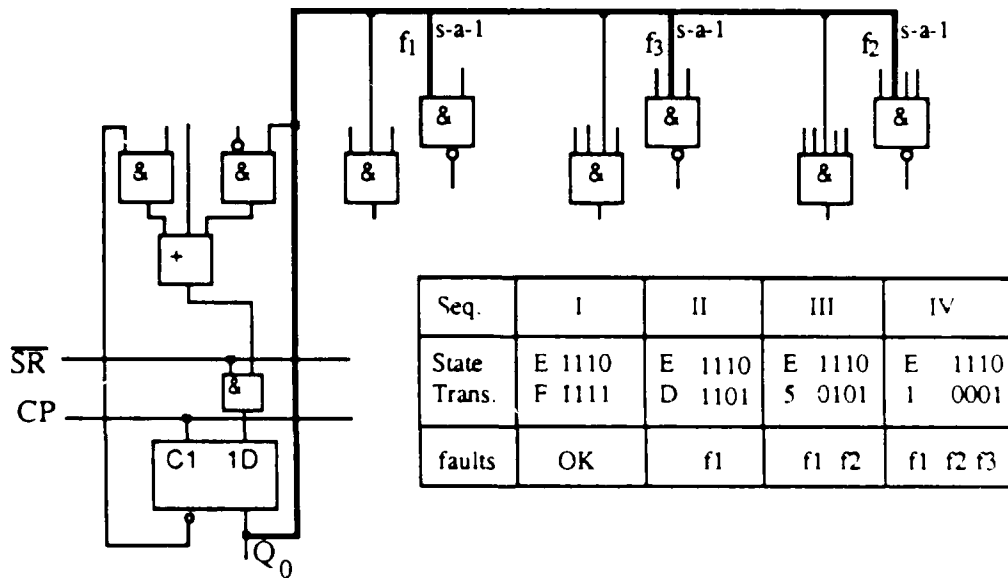 f1 s-a-1 f3 s-a-1 f2 s-a-1
& & &
& & & & &
+
SR
&
CP
C1 1D
Q0
Seq. I II III IV
State E 1110 E 1110 E 1110 E 1110
Trans. F 1111 D 1101 5 0101 1 0001
faults OK f1 f1 f2 f1 f2 f3